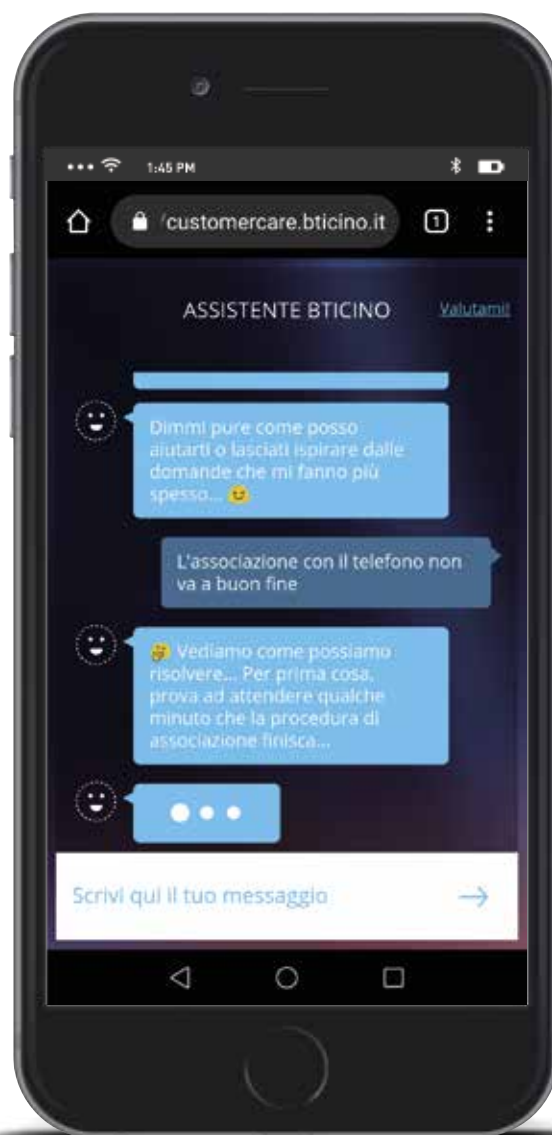 1:45 PM
customercare.bticino.it
1
ASSISTENTE BTICINO
Valutami!
Dimmi pure come posso
aiutarti o lasciati ispirare dalle
domande che mi fanno più
spesso... 😉
L'associazione con il telefono non
va a buon fine
🤔 Vediamo come possiamo
risolvere... Per prima cosa,
prova ad attendere qualche
minuto che la procedura di
associazione finisca...
Scrivi qui il tuo messaggio